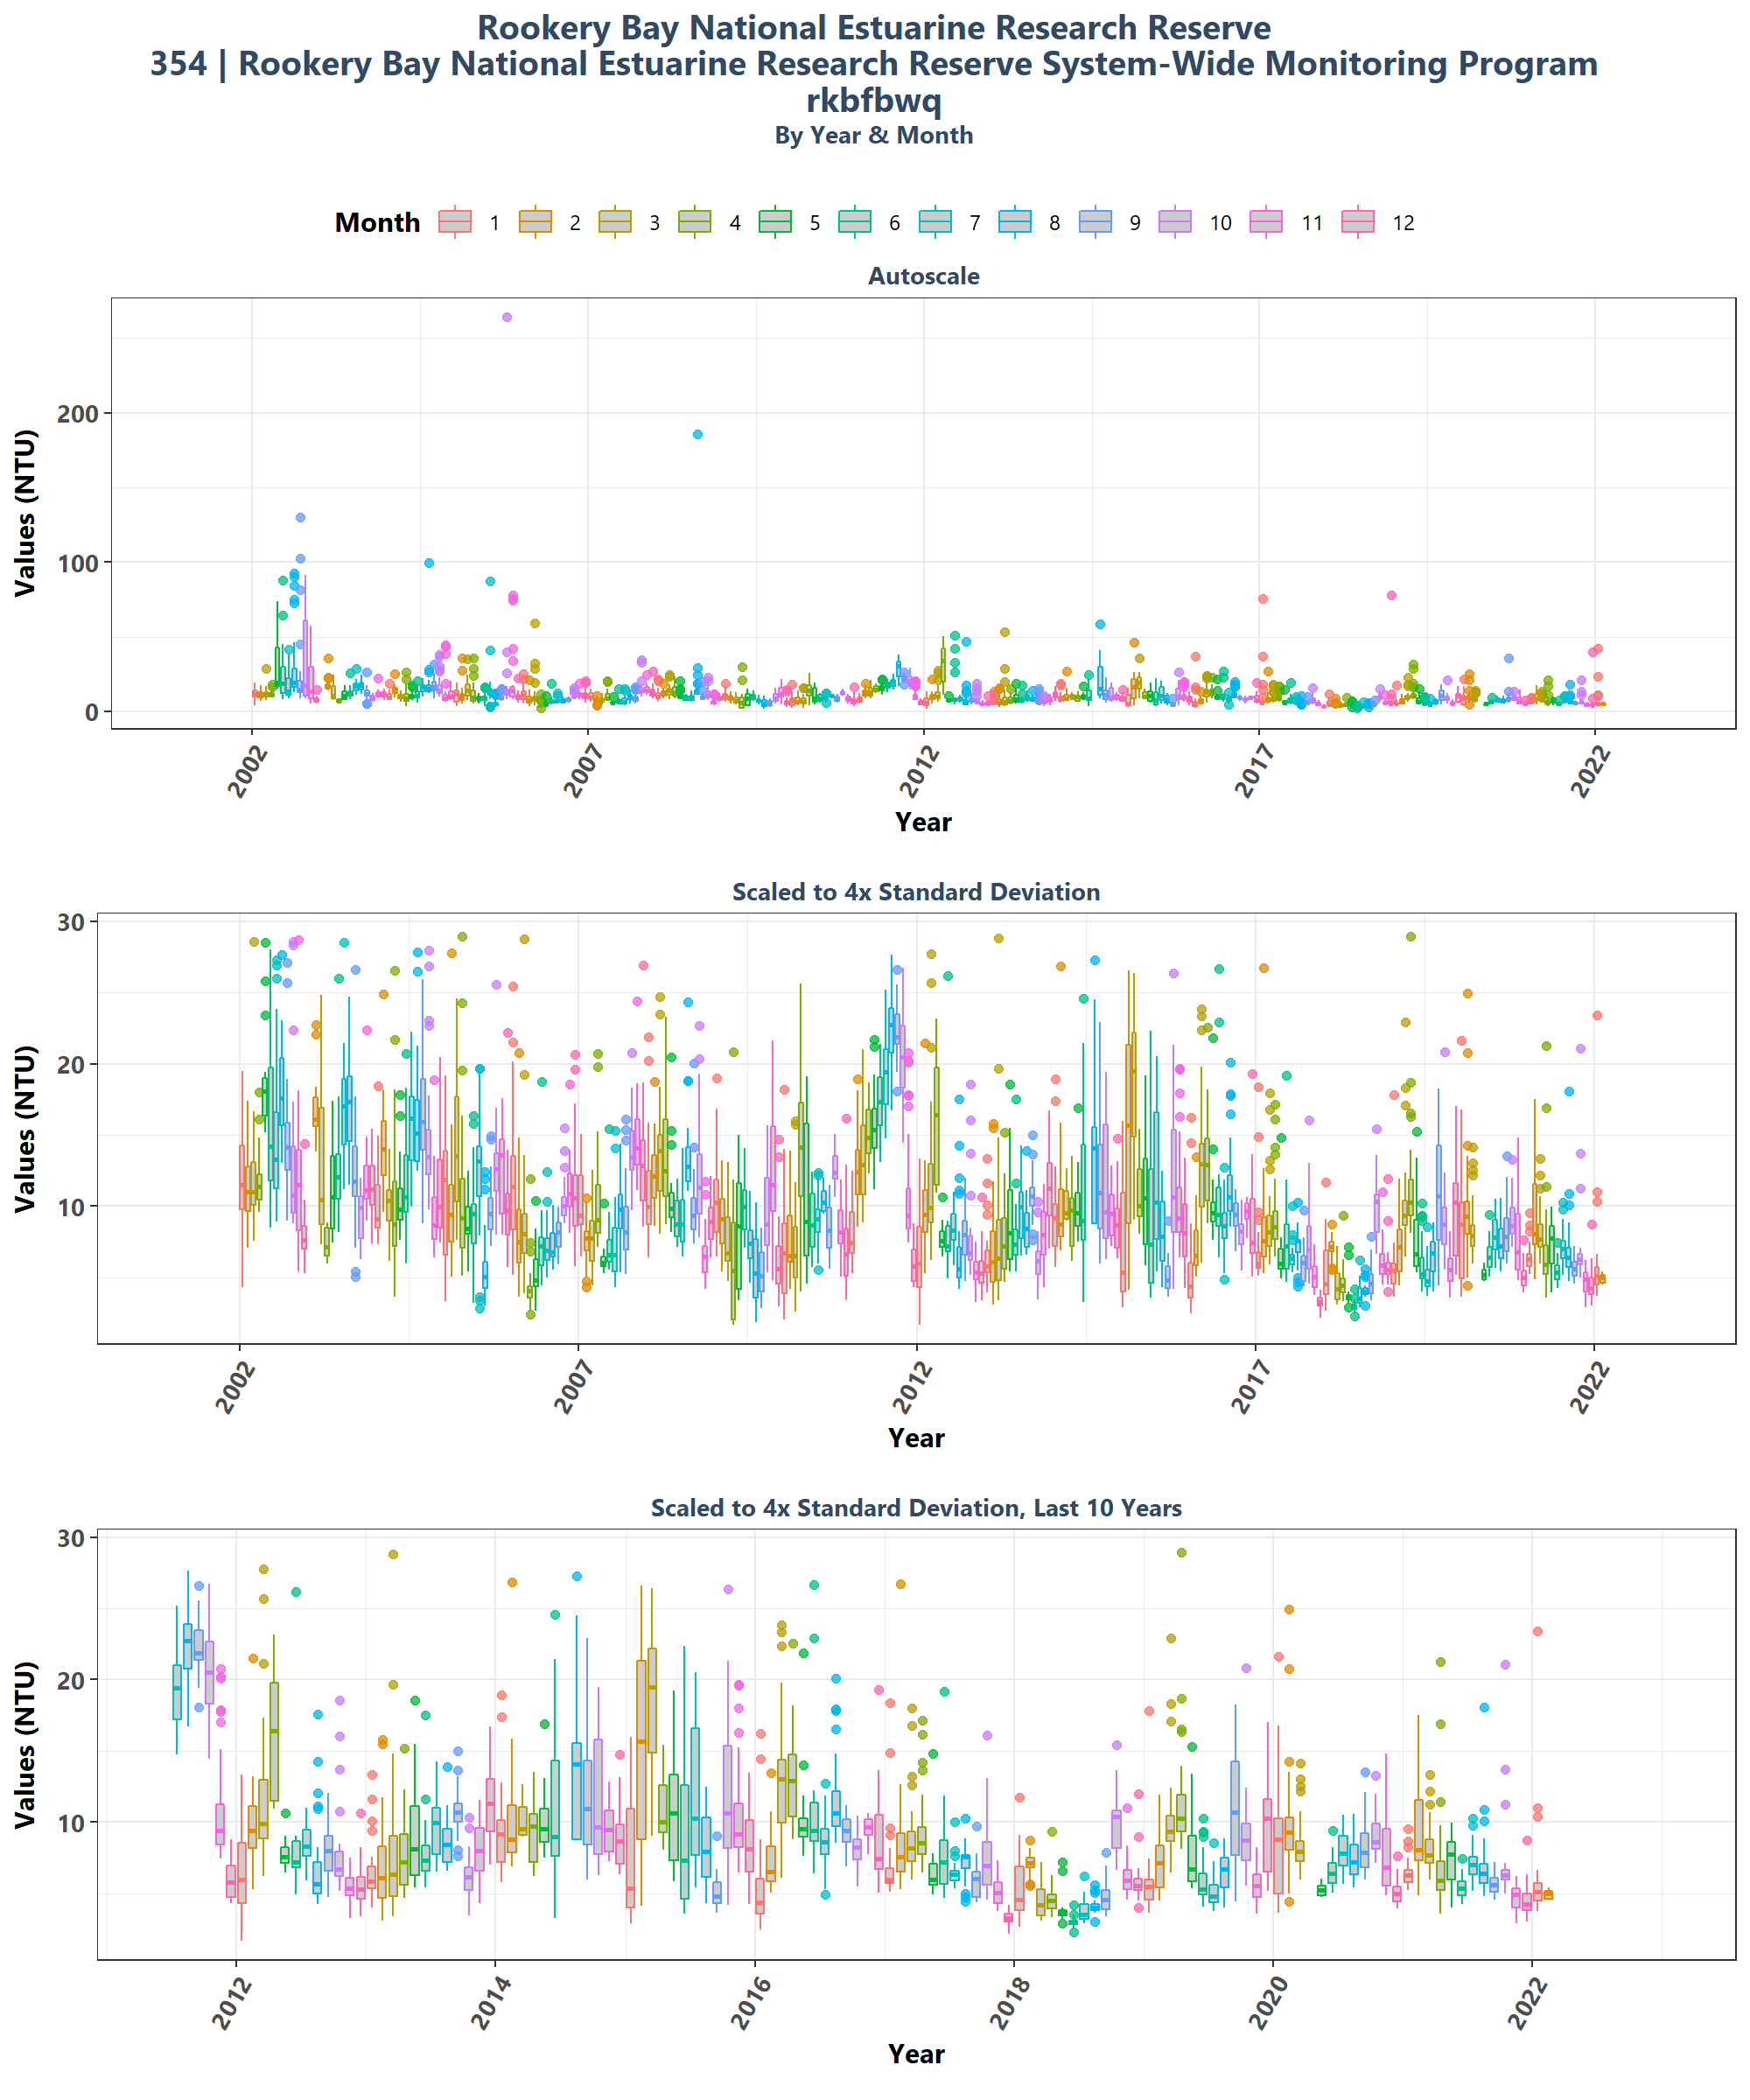 Rookery Bay National Estuarine Research Reserve
354 | Rookery Bay National Estuarine Research Reserve System-Wide Monitoring Program
rkbfbwq
By Year & Month
Month 1 2 3 4 5 6 7 8 9 10 11 12
Autoscale
Values (NTU)
200
100
0
2002 2007 2012 2017 2022
Year
Scaled to 4x Standard Deviation
Values (NTU)
30
20
10
2002 2007 2012 2017 2022
Year
Scaled to 4x Standard Deviation, Last 10 Years
Values (NTU)
30
20
10
2012 2014 2016 2018 2020 2022
Year